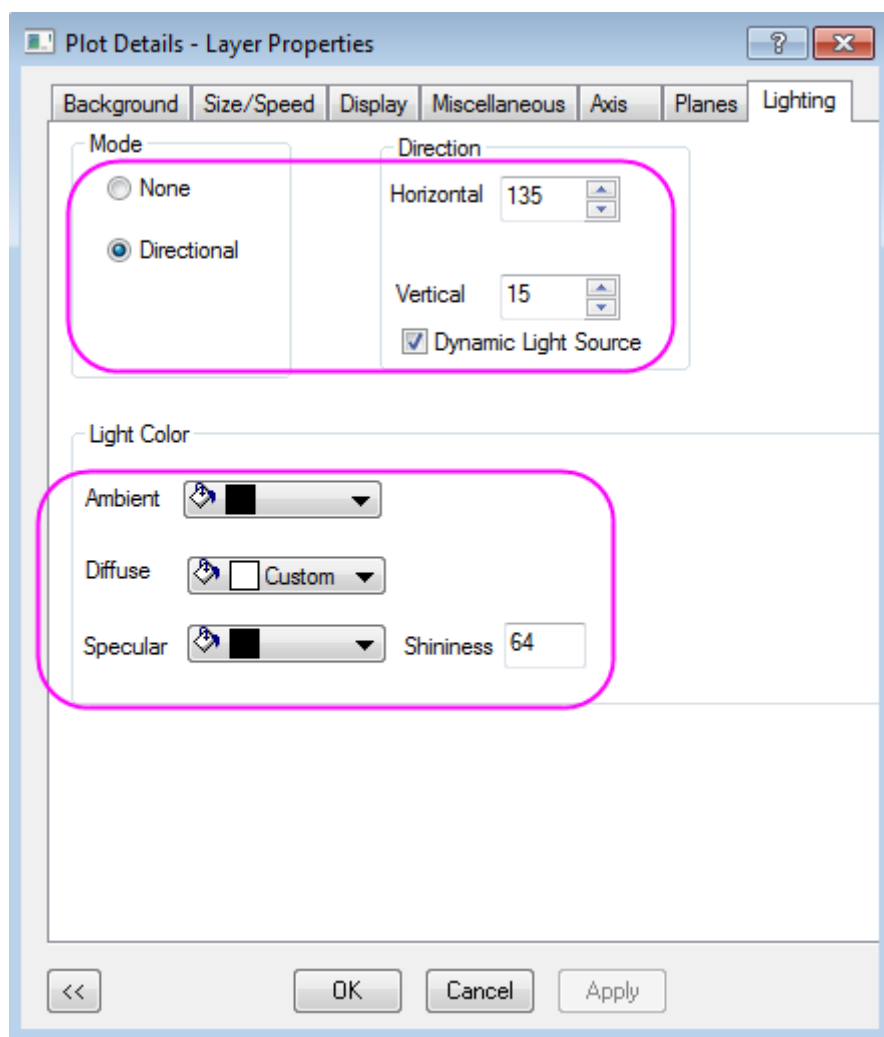 Plot Details - Layer Properties
Background Size/Speed Display Miscellaneous Axis Planes Lighting
Mode Direction
None Horizontal 135
Directional
Vertical 15
Dynamic Light Source
Light Color
Ambient
Diffuse Custom
Specular Shininess 64
<< OK Cancel Apply